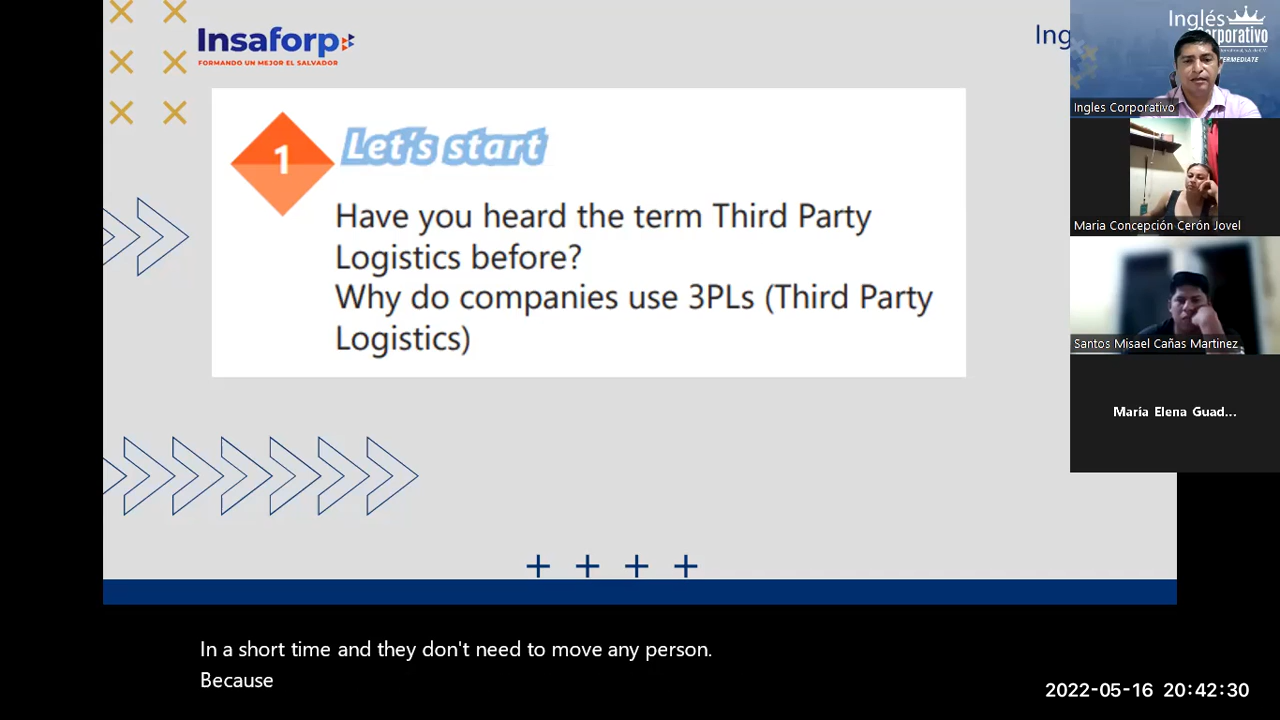 Insaforp
FORMANDO UN MEJOR EL SALVADOR
Ing
1
Let's start
Have you heard the term Third Party
Logistics before?
Why do companies use 3PLs (Third Party
Logistics)
Inglés
Corporativo
Ingles Corporativo
Maria Concepción Cerón Jovel
Santos Misael Cañas Martinez
María Elena Guad...
In a short time and they don't need to move any person.
Because
2022-05-16 20:42:30